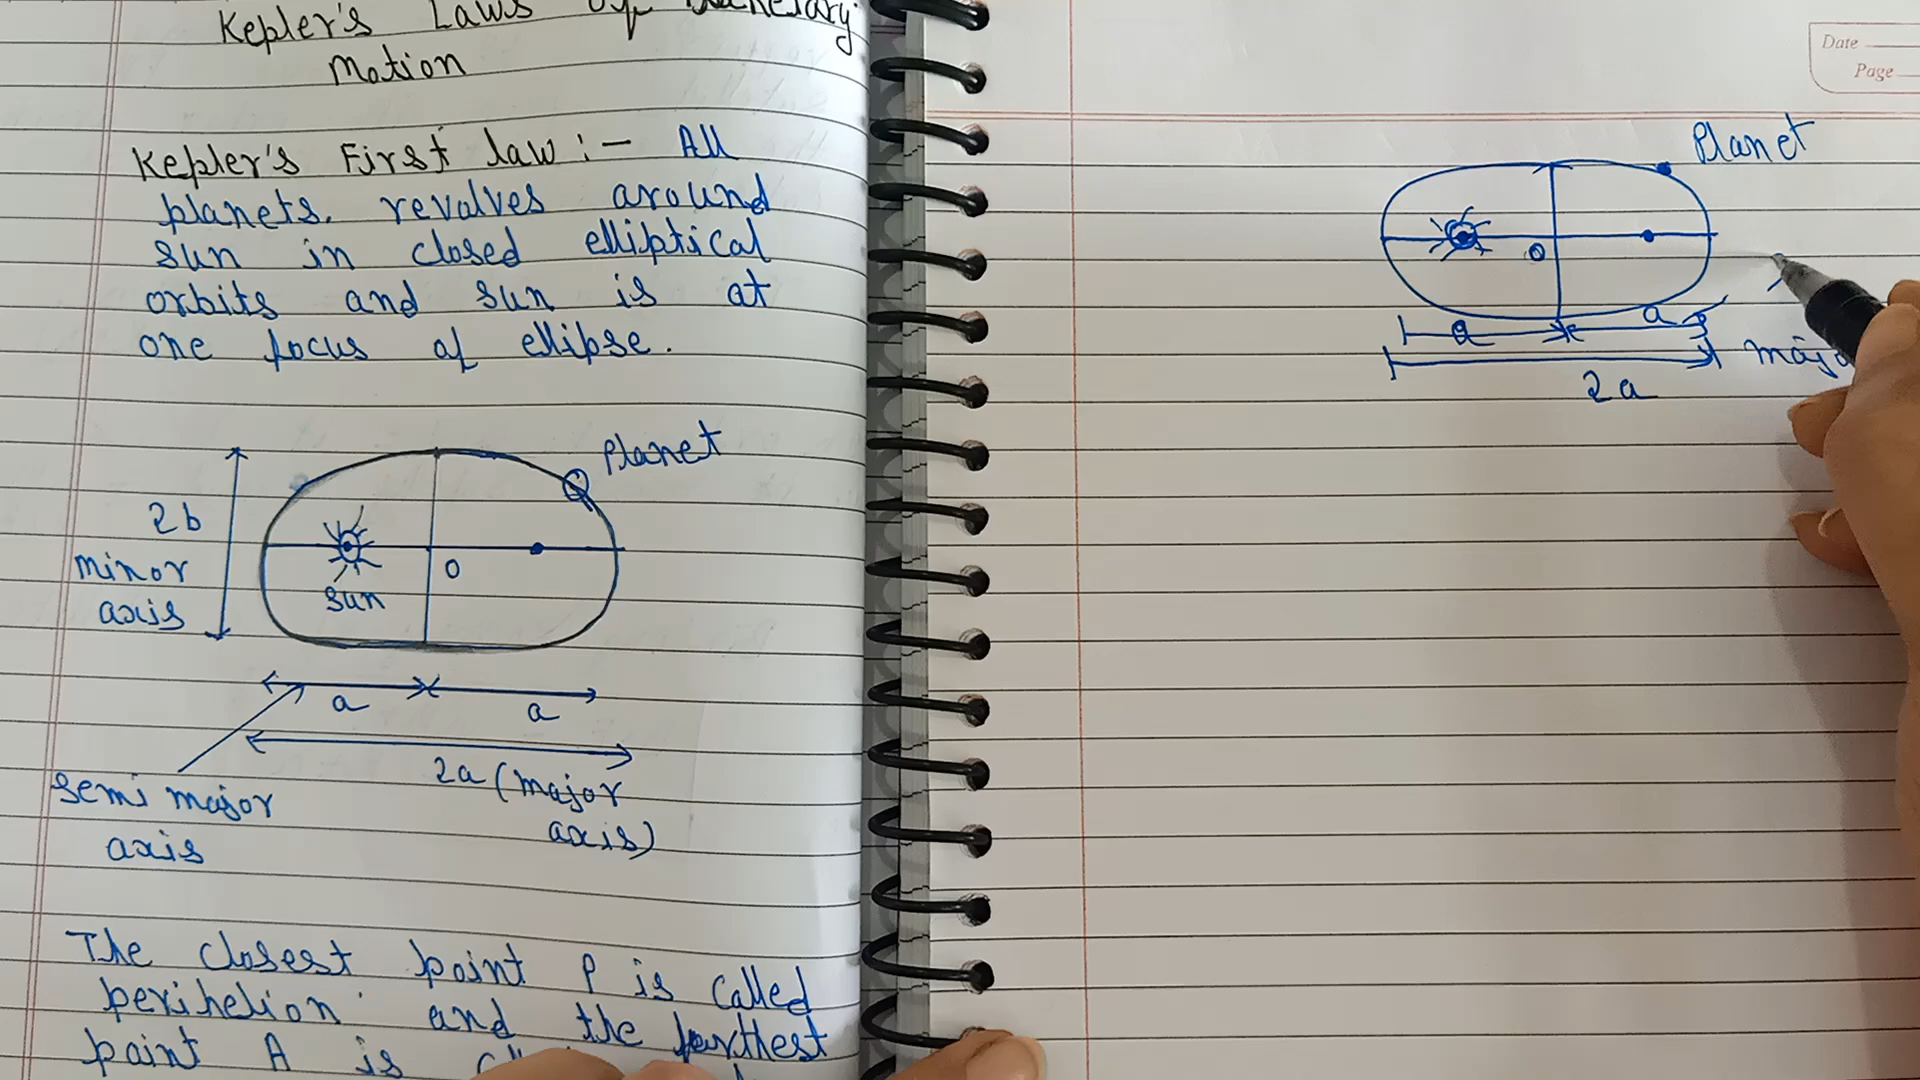 Kepler's Laws of Planetary
Motion
Kepler's First law :- All
planets. revolves around
sun in closed elliptical
orbits and sun is at
one focus of ellipse.
Planet
2b
minor
axis
O
sun
a
a
2a (major
axis)
semi major
axis
The closest point P is called
perihelion and the farthest
point A is
Date
Page
Planet
O
a
a
2a